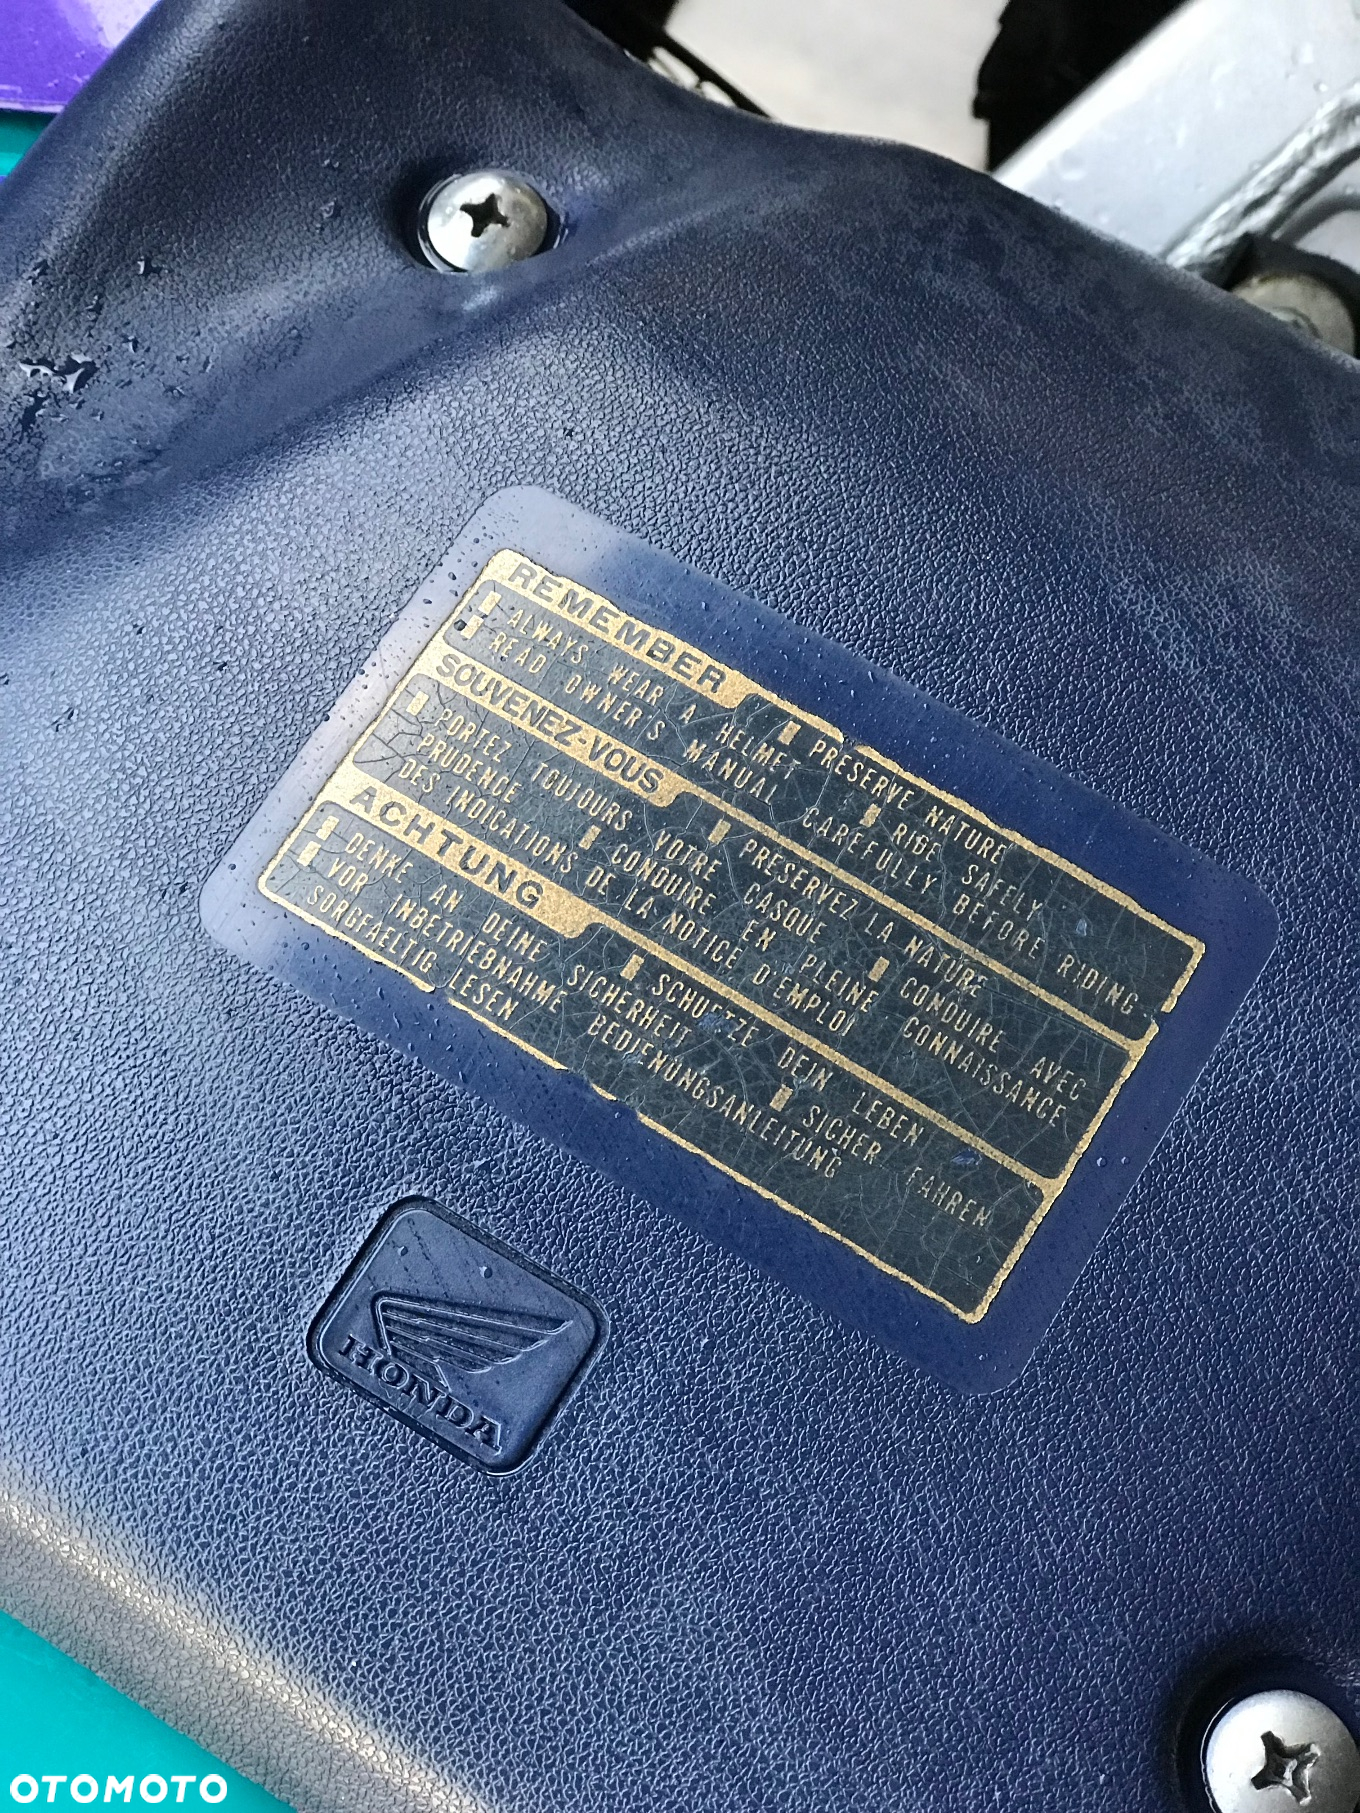 REMEMBER
ALWAYS WEAR A HELMET PRESERVE NATURE RIDE SAFELY
READ OWNER'S MANUAL CAREFULLY BEFORE RIDING
SOUVENEZ-VOUS
PORTEZ TOUJOURS VOTRE CASQUE PRESERVEZ LA NATURE CONDUIRE AVEC
PRUDENCE CONDUIRE EN PLEINE CONNAISSANCE
DES INDICATIONS DE LA NOTICE D'EMPLOI
ACHTUNG
DENKE AN DEINE SICHERHEIT SCHUETZE DEIN LEBEN SICHER FAHREN
VOR INBETRIEBNAHME BEDIENUNGSANLEITUNG
SORGFAELTIG LESEN
HONDA
OTOMOTO